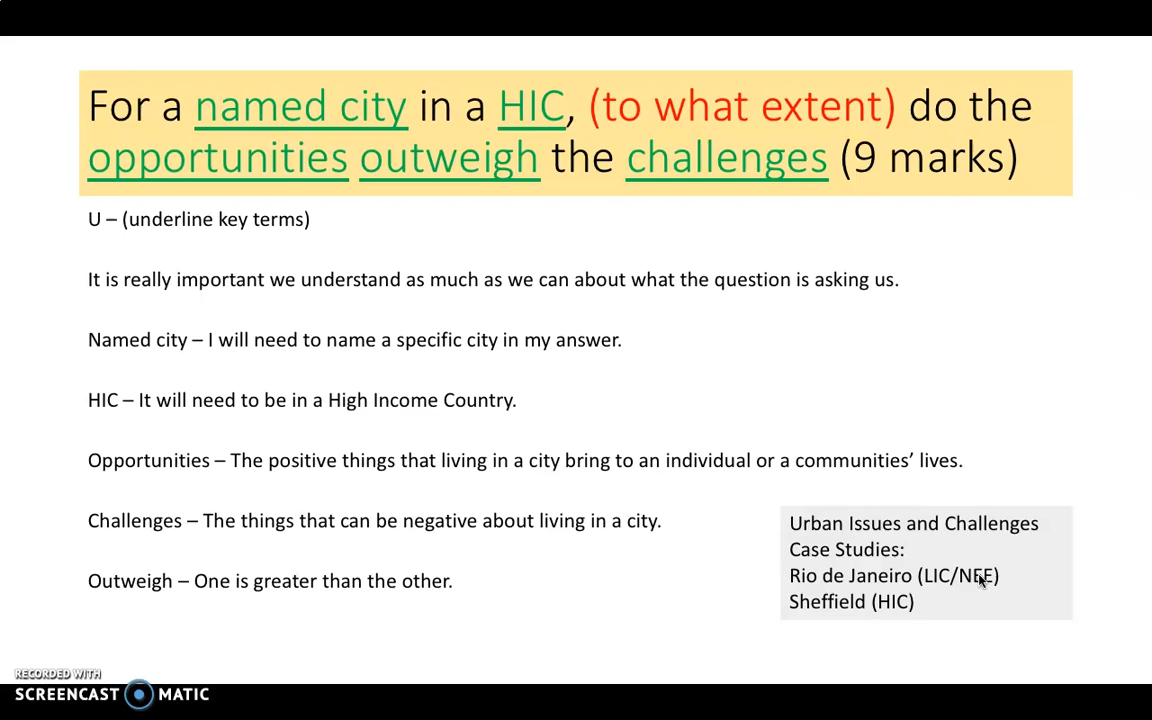 For a named city in a HIC, (to what extent) do the
opportunities outweigh the challenges (9 marks)
U – (underline key terms)
It is really important we understand as much as we can about what the question is asking us.
Named city – I will need to name a specific city in my answer.
HIC – It will need to be in a High Income Country.
Opportunities – The positive things that living in a city bring to an individual or a communities’ lives.
Challenges – The things that can be negative about living in a city.
Outweigh – One is greater than the other.
Urban Issues and Challenges
Case Studies:
Rio de Janeiro (LIC/NEE)
Sheffield (HIC)
RECORDED WITH
SCREENCAST MATIC